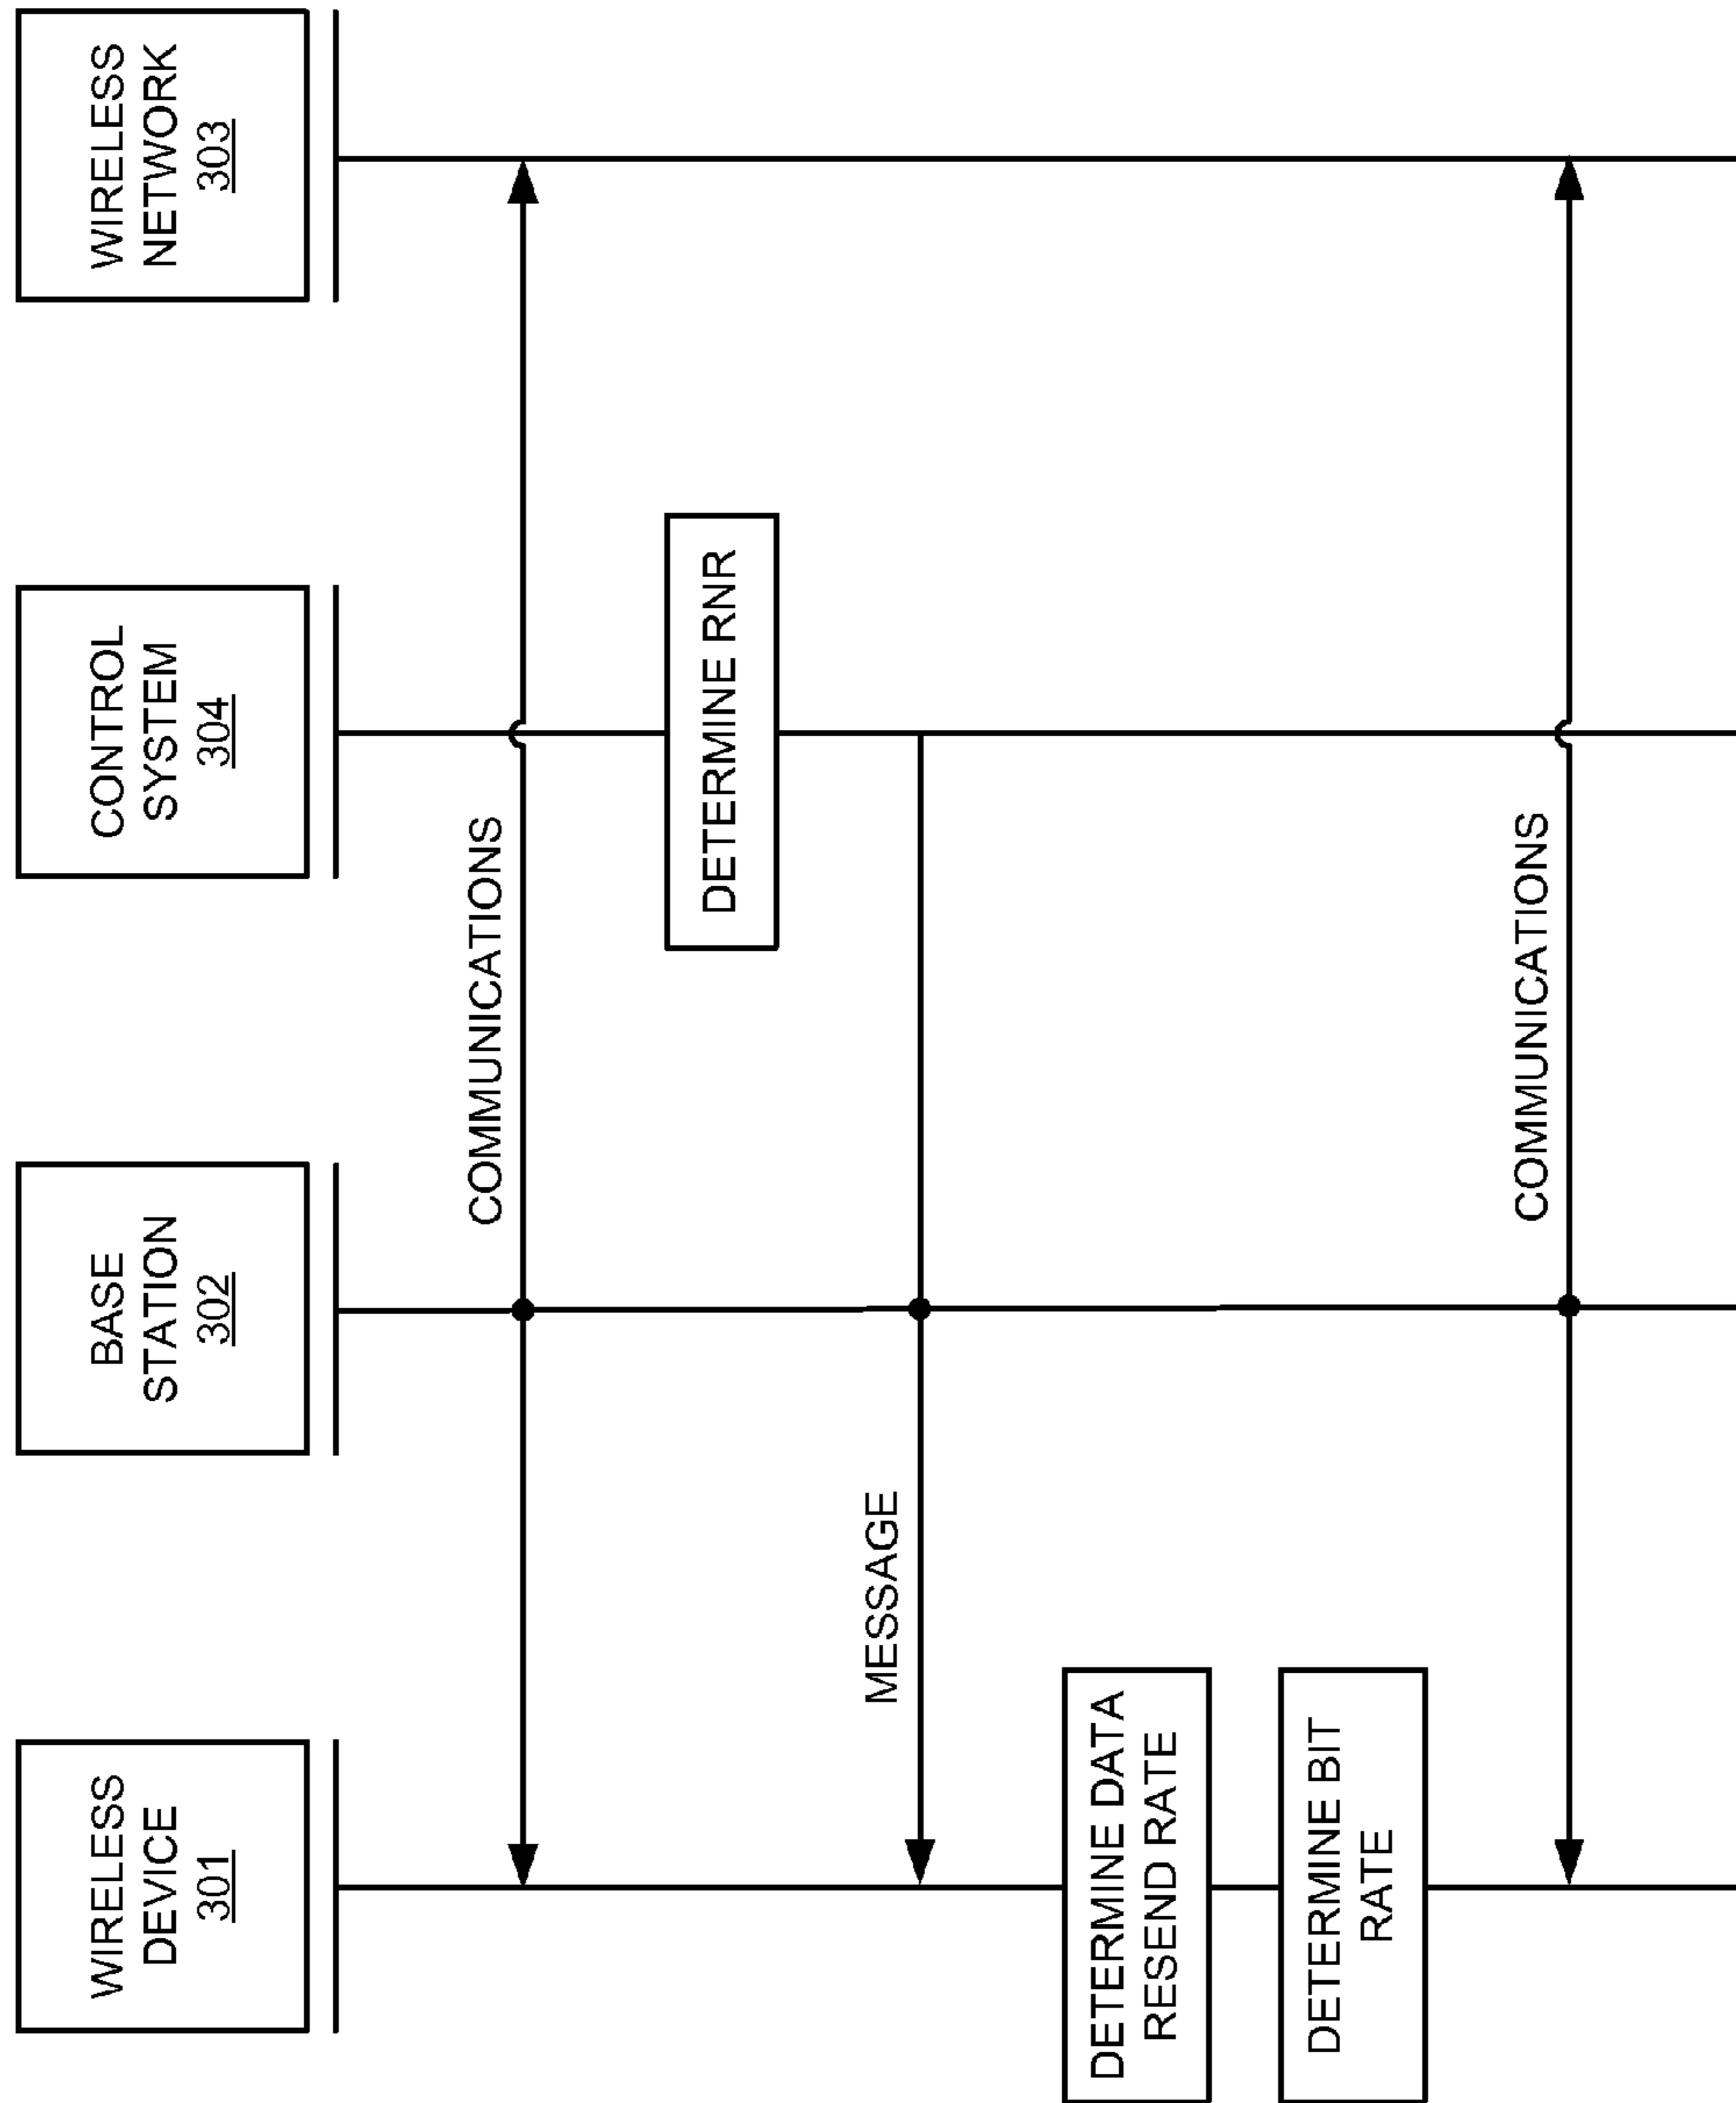 WIRELESS
DEVICE
301
BASE
STATION
302
CONTROL
SYSTEM
304
WIRELESS
NETWORK
303
COMMUNICATIONS
DETERMINE RNR
MESSAGE
DETERMINE DATA
RESEND RATE
DETERMINE BIT
RATE
COMMUNICATIONS